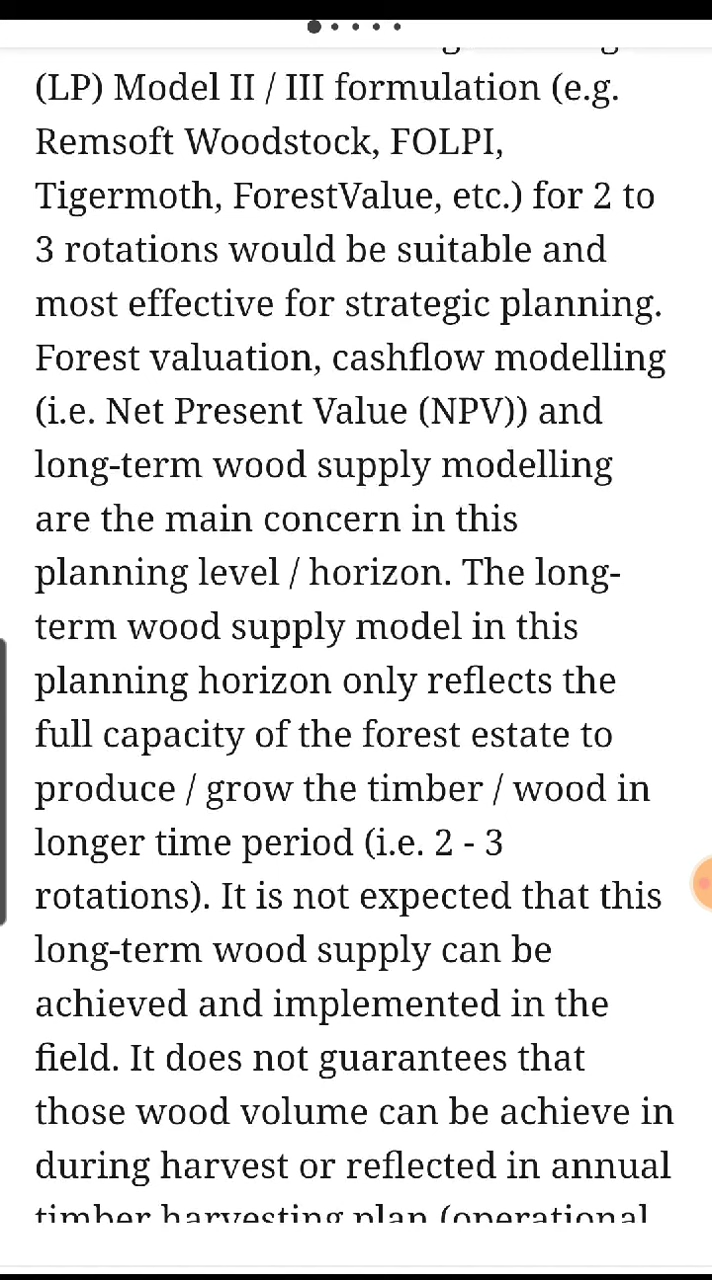 (LP) Model II / III formulation (e.g.
Remsoft Woodstock, FOLPI,
Tigermoth, ForestValue, etc.) for 2 to
3 rotations would be suitable and
most effective for strategic planning.
Forest valuation, cashflow modelling
(i.e. Net Present Value (NPV)) and
long-term wood supply modelling
are the main concern in this
planning level / horizon. The long-
term wood supply model in this
planning horizon only reflects the
full capacity of the forest estate to
produce / grow the timber / wood in
longer time period (i.e. 2 - 3
rotations). It is not expected that this
long-term wood supply can be
achieved and implemented in the
field. It does not guarantees that
those wood volume can be achieve in
during harvest or reflected in annual
timber harvesting plan (operational